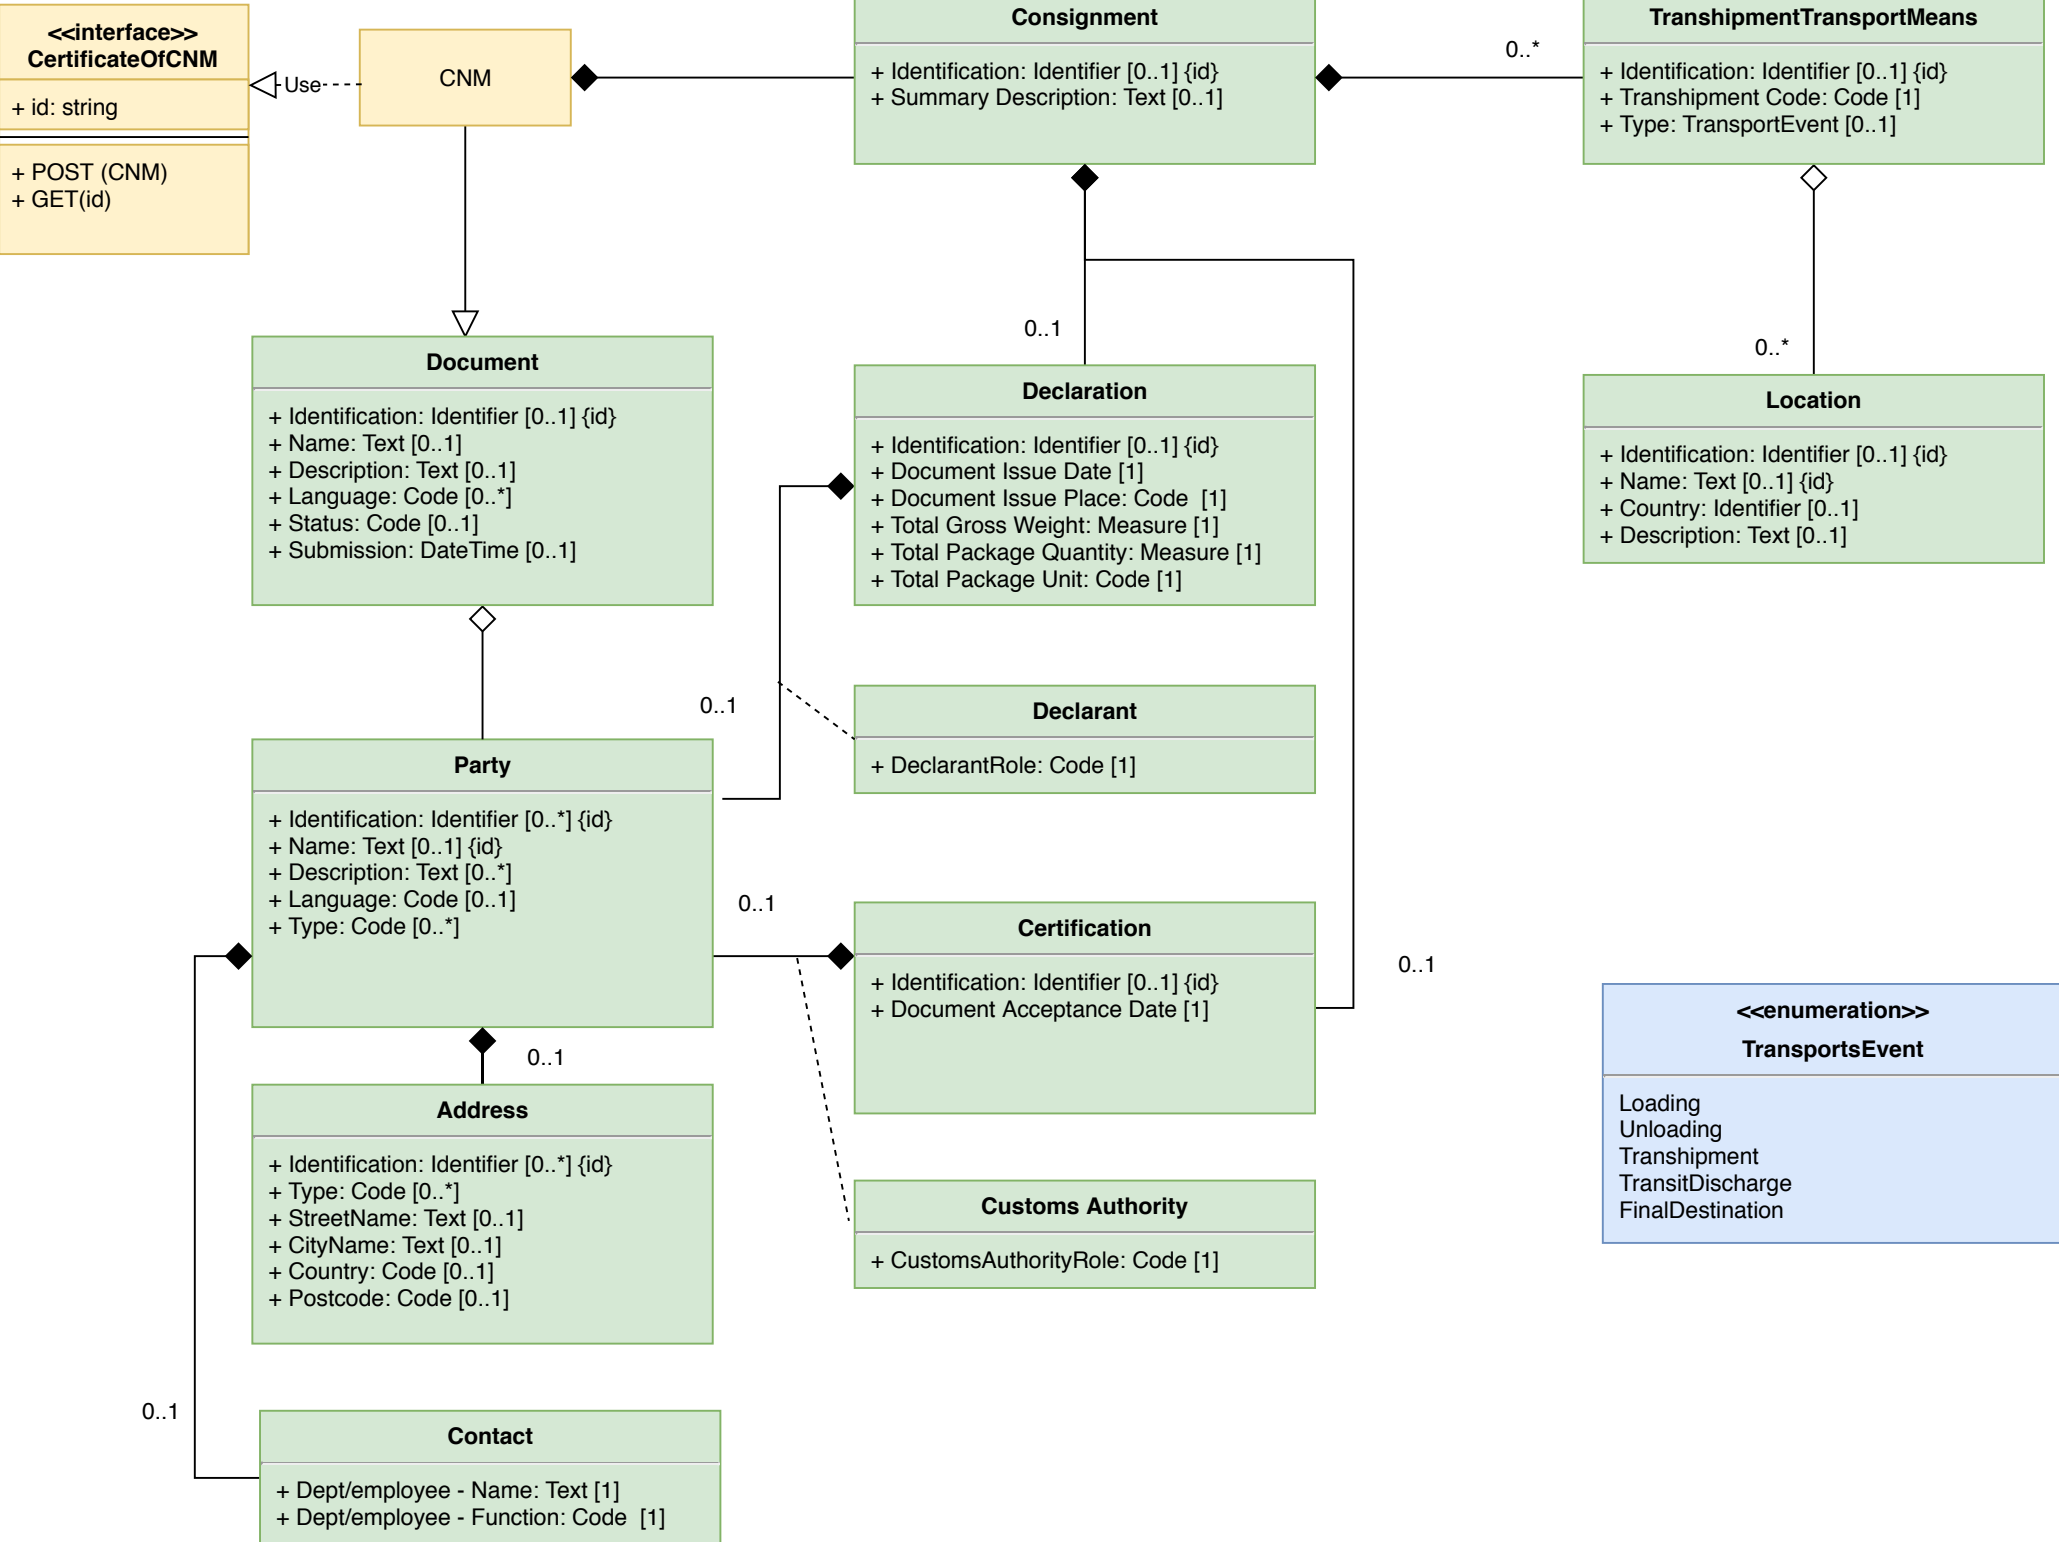 <<interface>>
CertificateOfCNM
+ id: string
+ POST (CNM)
+ GET(id)
Use
CNM
Consignment
+ Identification: Identifier [0..1] {id}
+ Summary Description: Text [0..1]
0..*
TranshipmentTransportMeans
+ Identification: Identifier [0..1] {id}
+ Transhipment Code: Code [1]
+ Type: TransportEvent [0..1]
0..1
0..*
Document
+ Identification: Identifier [0..1] {id}
+ Name: Text [0..1]
+ Description: Text [0..1]
+ Language: Code [0..*]
+ Status: Code [0..1]
+ Submission: DateTime [0..1]
Declaration
+ Identification: Identifier [0..1] {id}
+ Document Issue Date [1]
+ Document Issue Place: Code  [1]
+ Total Gross Weight: Measure [1]
+ Total Package Quantity: Measure [1]
+ Total Package Unit: Code [1]
Location
+ Identification: Identifier [0..1] {id}
+ Name: Text [0..1] {id}
+ Country: Identifier [0..1]
+ Description: Text [0..1]
0..1
Declarant
+ DeclarantRole: Code [1]
Party
+ Identification: Identifier [0..*] {id}
+ Name: Text [0..1] {id}
+ Description: Text [0..*]
+ Language: Code [0..1]
+ Type: Code [0..*]
0..1
Certification
+ Identification: Identifier [0..1] {id}
+ Document Acceptance Date [1]
0..1
<<enumeration>>
TransportsEvent
Loading
Unloading
Transhipment
TransitDischarge
FinalDestination
0..1
Address
+ Identification: Identifier [0..*] {id}
+ Type: Code [0..*]
+ StreetName: Text [0..1]
+ CityName: Text [0..1]
+ Country: Code [0..1]
+ Postcode: Code [0..1]
Customs Authority
+ CustomsAuthorityRole: Code [1]
0..1
Contact
+ Dept/employee - Name: Text [1]
+ Dept/employee - Function: Code  [1]